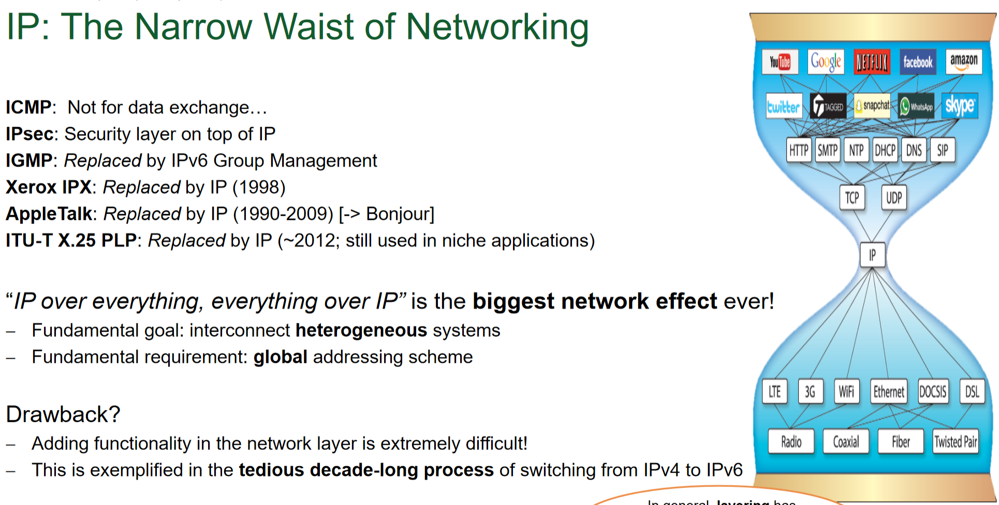 IP: The Narrow Waist of Networking
ICMP: Not for data exchange…
IPsec: Security layer on top of IP
IGMP: Replaced by IPv6 Group Management
Xerox IPX: Replaced by IP (1998)
AppleTalk: Replaced by IP (1990-2009) [-> Bonjour]
ITU-T X.25 PLP: Replaced by IP (~2012; still used in niche applications)
“IP over everything, everything over IP” is the biggest network effect ever!
– Fundamental goal: interconnect heterogeneous systems
– Fundamental requirement: global addressing scheme
Drawback?
– Adding functionality in the network layer is extremely difficult!
– This is exemplified in the tedious decade-long process of switching from IPv4 to IPv6
In general, layering has
YouTube Google NETFLIX facebook amazon
twitter TAGGED snapchat WhatsApp skype
HTTP SMTP NTP DHCP DNS SIP
TCP UDP
IP
LTE 3G WiFi Ethernet DOCSIS DSL
Radio Coaxial Fiber Twisted Pair